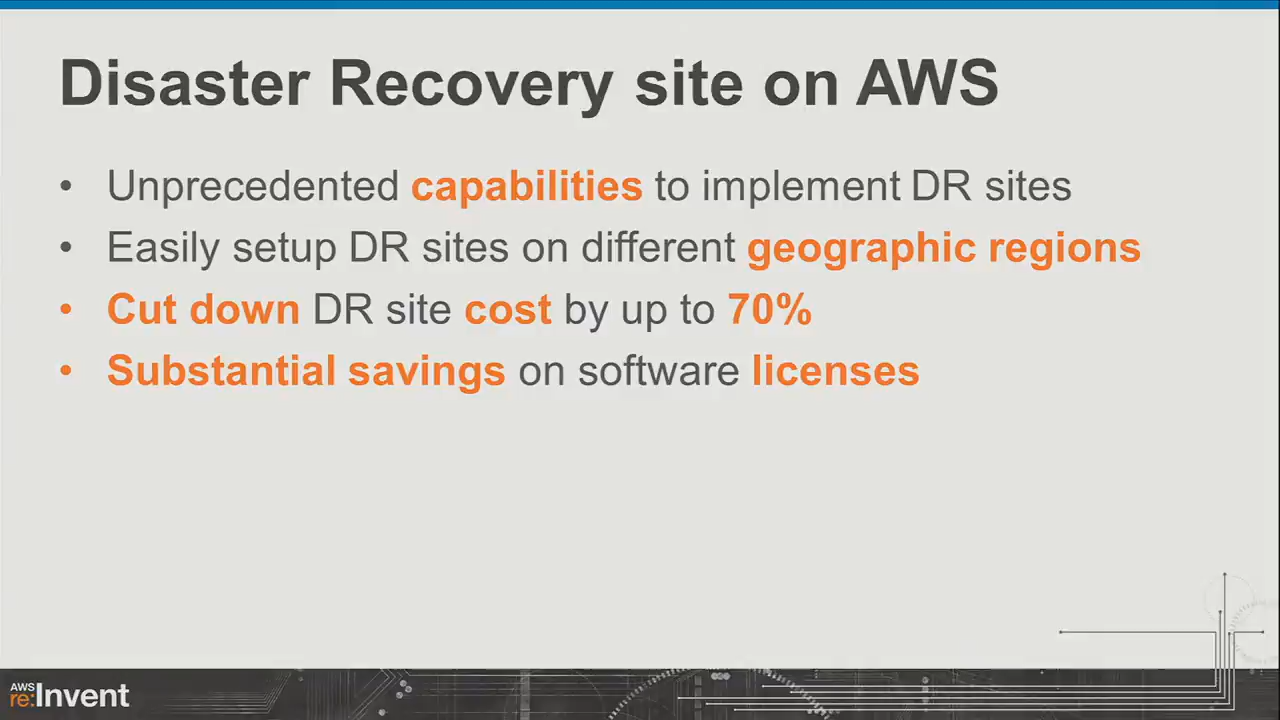 Disaster Recovery site on AWS
• Unprecedented capabilities to implement DR sites
• Easily setup DR sites on different geographic regions
• Cut down DR site cost by up to 70%
• Substantial savings on software licenses
AWS
re:Invent